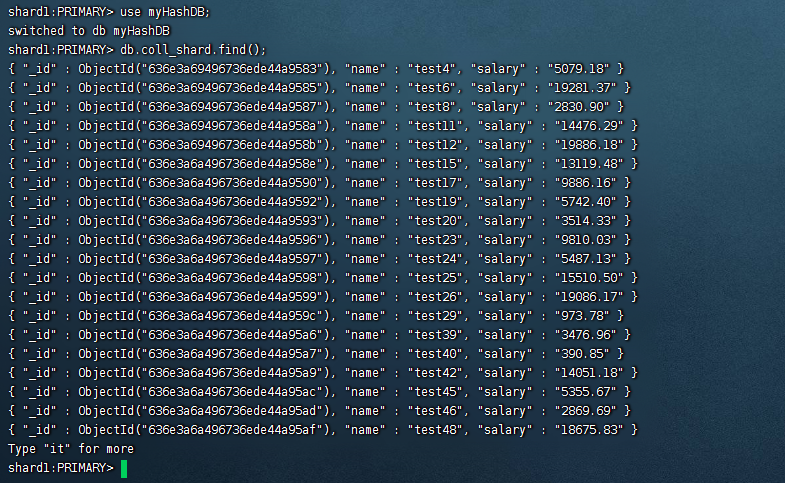 shard1:PRIMARY> use myHashDB;
switched to db myHashDB
shard1:PRIMARY> db.coll_shard.find();
{ "_id" : ObjectId("636e3a69496736ede44a9583"), "name" : "test4", "salary" : "5079.18" }
{ "_id" : ObjectId("636e3a69496736ede44a9585"), "name" : "test6", "salary" : "19281.37" }
{ "_id" : ObjectId("636e3a69496736ede44a9587"), "name" : "test8", "salary" : "2830.90" }
{ "_id" : ObjectId("636e3a69496736ede44a958a"), "name" : "test11", "salary" : "14476.29" }
{ "_id" : ObjectId("636e3a69496736ede44a958b"), "name" : "test12", "salary" : "19886.18" }
{ "_id" : ObjectId("636e3a6a496736ede44a958e"), "name" : "test15", "salary" : "13119.48" }
{ "_id" : ObjectId("636e3a6a496736ede44a9590"), "name" : "test17", "salary" : "9886.16" }
{ "_id" : ObjectId("636e3a6a496736ede44a9592"), "name" : "test19", "salary" : "5742.40" }
{ "_id" : ObjectId("636e3a6a496736ede44a9593"), "name" : "test20", "salary" : "3514.33" }
{ "_id" : ObjectId("636e3a6a496736ede44a9596"), "name" : "test23", "salary" : "9810.03" }
{ "_id" : ObjectId("636e3a6a496736ede44a9597"), "name" : "test24", "salary" : "5487.13" }
{ "_id" : ObjectId("636e3a6a496736ede44a9598"), "name" : "test25", "salary" : "15510.50" }
{ "_id" : ObjectId("636e3a6a496736ede44a9599"), "name" : "test26", "salary" : "19086.17" }
{ "_id" : ObjectId("636e3a6a496736ede44a959c"), "name" : "test29", "salary" : "973.78" }
{ "_id" : ObjectId("636e3a6a496736ede44a95a6"), "name" : "test39", "salary" : "3476.96" }
{ "_id" : ObjectId("636e3a6a496736ede44a95a7"), "name" : "test40", "salary" : "390.85" }
{ "_id" : ObjectId("636e3a6a496736ede44a95a9"), "name" : "test42", "salary" : "14051.18" }
{ "_id" : ObjectId("636e3a6a496736ede44a95ac"), "name" : "test45", "salary" : "5355.67" }
{ "_id" : ObjectId("636e3a6a496736ede44a95ad"), "name" : "test46", "salary" : "2869.69" }
{ "_id" : ObjectId("636e3a6a496736ede44a95af"), "name" : "test48", "salary" : "18675.83" }
Type "it" for more
shard1:PRIMARY>